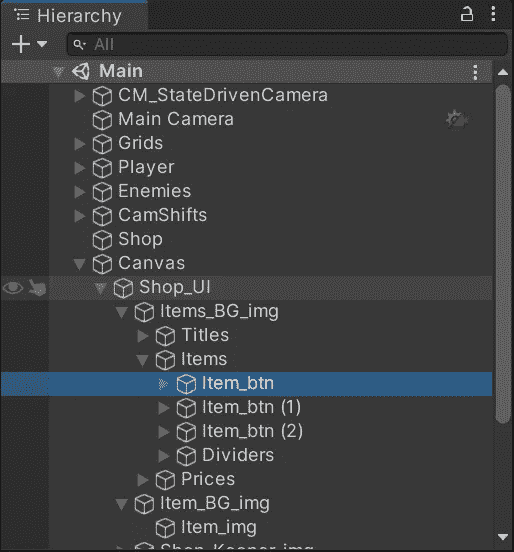 Hierarchy
All
Main
CM_StateDrivenCamera
Main Camera
Grids
Player
Enemies
CamShifts
Shop
Canvas
Shop_UI
Items_BG_img
Titles
Items
Item_btn
Item_btn (1)
Item_btn (2)
Dividers
Prices
Item_BG_img
Item_img
Shop_Keeper_img